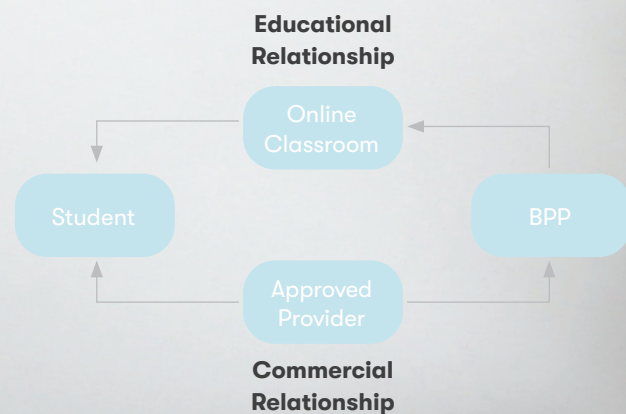 Educational
Relationship
Online
Classroom
Student
BPP
Approved
Provider
Commercial
Relationship